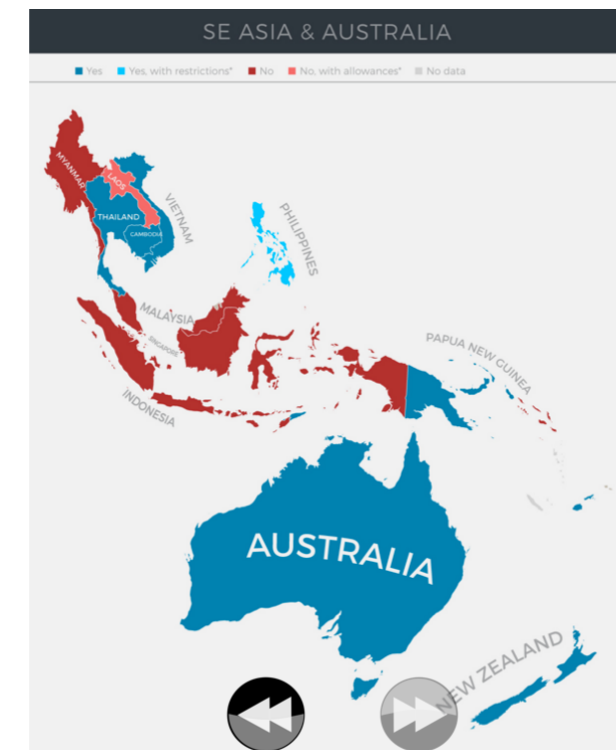 SE ASIA & AUSTRALIA
Yes
Yes, with restrictions*
No
No, with allowances*
No data
MYANMAR
LAOS
THAILAND
VIETNAM
CAMBODIA
PHILIPPINES
MALAYSIA
SINGAPORE
INDONESIA
PAPUA NEW GUINEA
AUSTRALIA
NEW ZEALAND